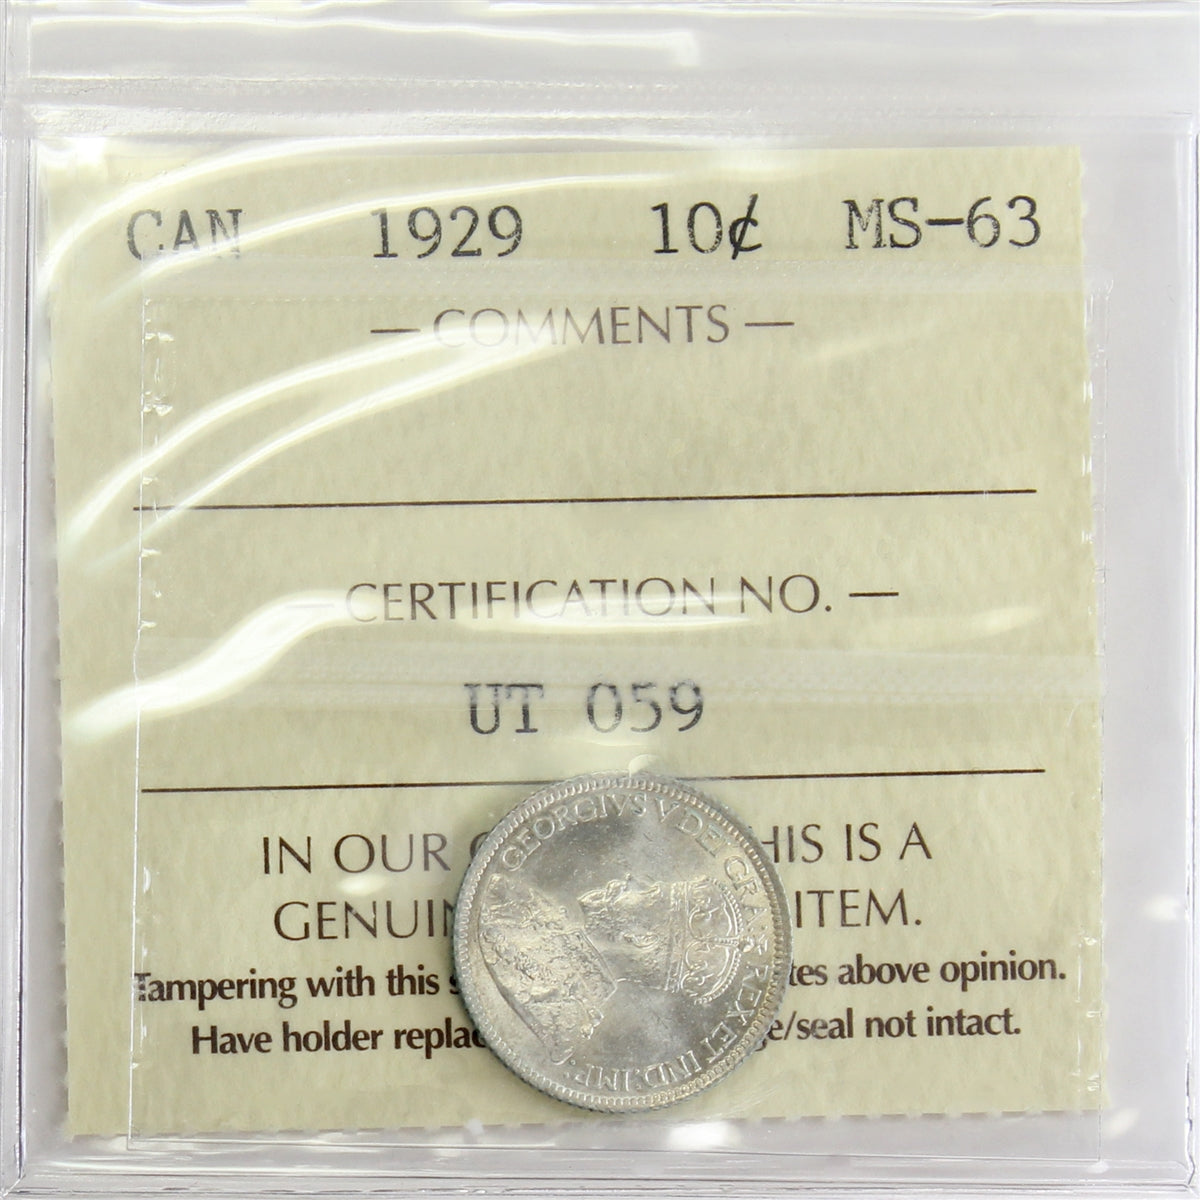 CAN 1929 10¢ MS-63
— COMMENTS —
— CERTIFICATION NO. —
UT 059
IN OUR HIS IS A
GENUIN ITEM.
Tampering with this s tes above opinion.
Have holder replac e/seal not intact.
GEORGIVS V DEI GRA: REX ET IND: IMP: